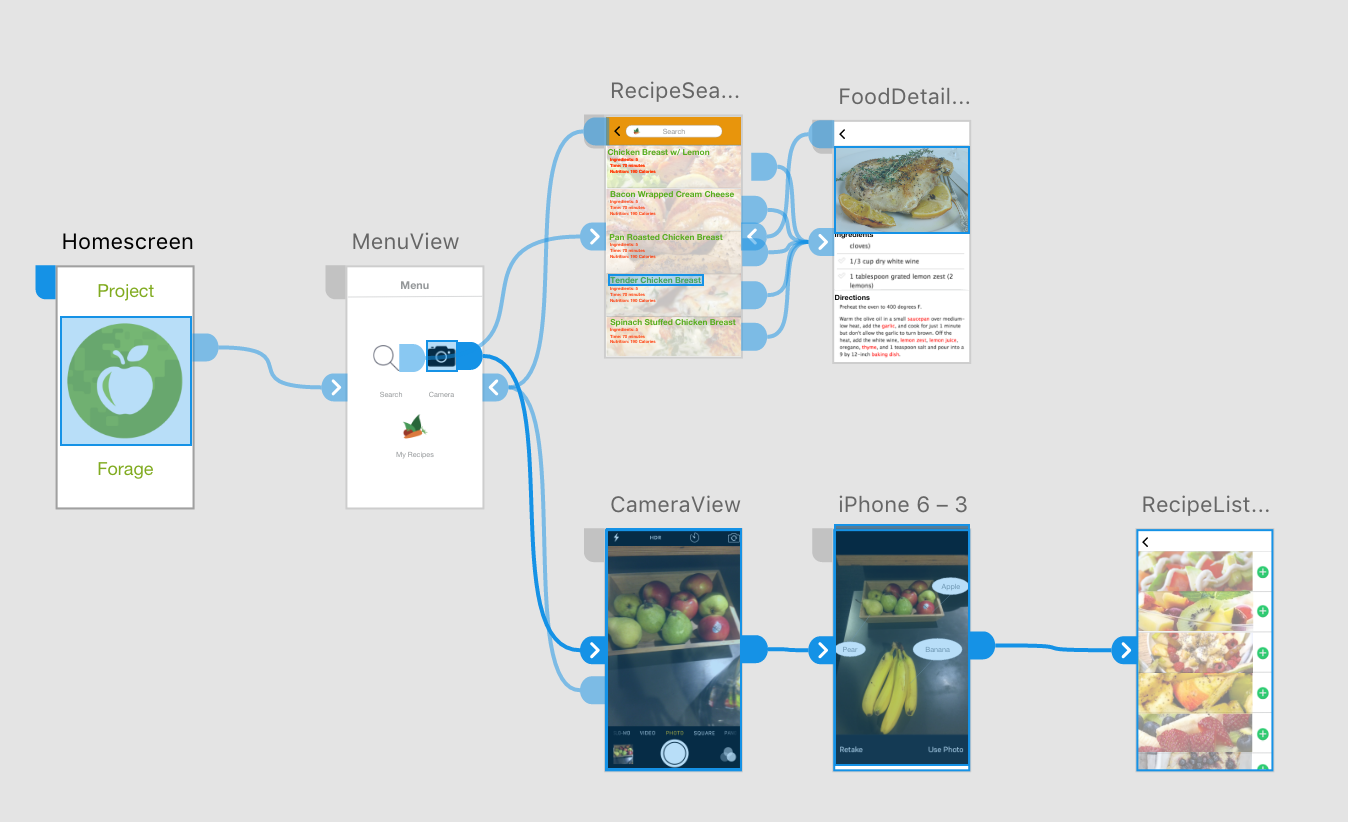 RecipeSea...
FoodDetail...
Search
Chicken Breast w/ Lemon
Ingredients: 5
Time: 70 minutes
Nutrition: 190 Calories
Bacon Wrapped Cream Cheese
Ingredients: 5
Time: 70 minutes
Nutrition: 190 Calories
Pan Roasted Chicken Breast
Ingredients: 5
Time: 70 minutes
Nutrition: 190 Calories
Tender Chicken Breast
Ingredients: 5
Time: 70 minutes
Nutrition: 190 Calories
Spinach Stuffed Chicken Breast
Ingredients: 5
Time: 70 minutes
Nutrition: 190 Calories
Ingredients
cloves)
1/3 cup dry white wine
1 tablespoon grated lemon zest (2
lemons)
Directions
Preheat the oven to 400 degrees F.
Warm the olive oil in a small saucepan over medium-
low heat, add the garlic, and cook for just 1 minute
but don't allow the garlic to turn brown. Off the
heat, add the white wine, lemon zest, lemon juice,
oregano, thyme, and 1 teaspoon salt and pour into a
9 by 12-inch baking dish.
Homescreen
MenuView
Project
Forage
Menu
Search
Camera
My Recipes
CameraView
iPhone 6 – 3
RecipeList...
HDR
VIDEO
PHOTO
SQUARE
Apple
Pear
Banana
Retake
Use Photo